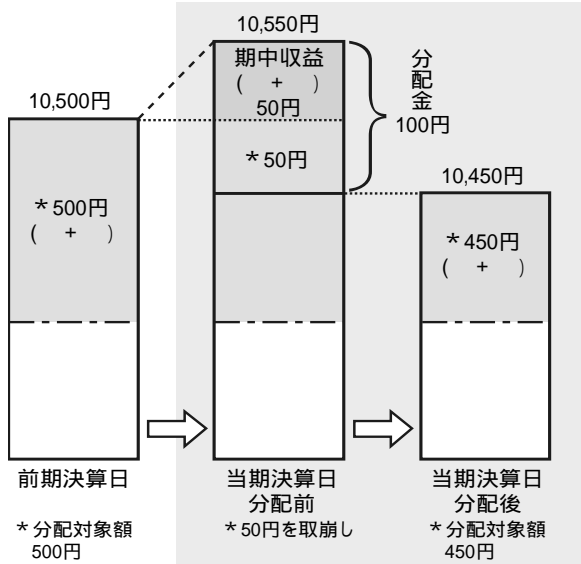 10,500円
＊500円
(　+　)
前期決算日
＊分配対象額
500円
10,550円
期中収益
(　+　)
50円
＊50円
分配金
100円
当期決算日
分配前
＊50円を取崩し
10,450円
＊450円
(　+　)
当期決算日
分配後
＊分配対象額
450円